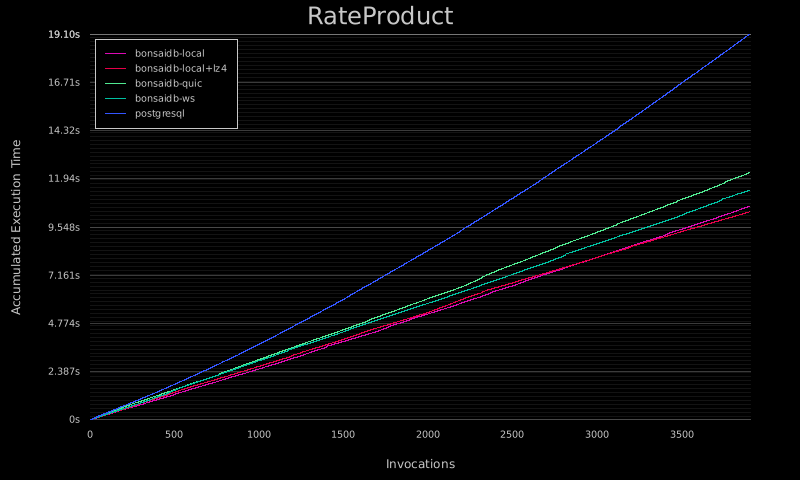 RateProduct
19.10s
16.71s
14.32s
11.94s
9.548s
7.161s
4.774s
2.387s
0s
Accumulated Execution Time
bonsaidb-local
bonsaidb-local+lz4
bonsaidb-quic
bonsaidb-ws
postgresql
0 500 1000 1500 2000 2500 3000 3500
Invocations